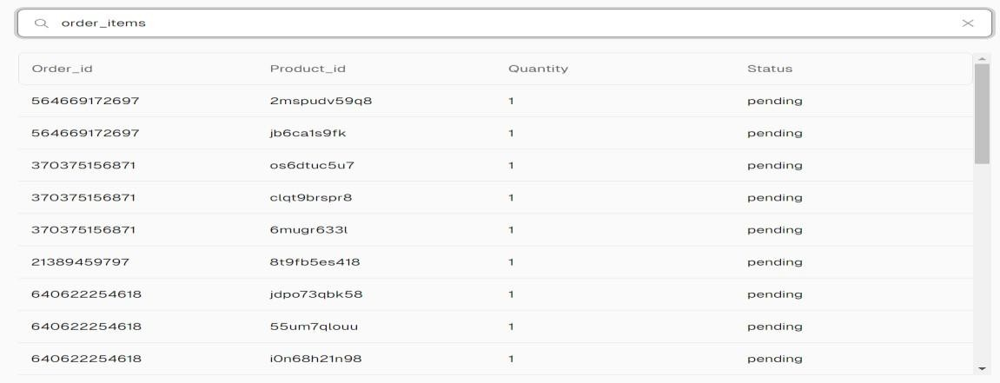 order_items
Order_id Product_id Quantity Status
564669172697 2mspudv59q8 1 pending
564669172697 jb6ca1s9fk 1 pending
370375156871 os6dtuc5u7 1 pending
370375156871 clqt9brspr8 1 pending
370375156871 6mugr633l 1 pending
21389459797 8t9fb5es418 1 pending
640622254618 jdpo73qbk58 1 pending
640622254618 55um7qlouu 1 pending
640622254618 i0n68h21n98 1 pending